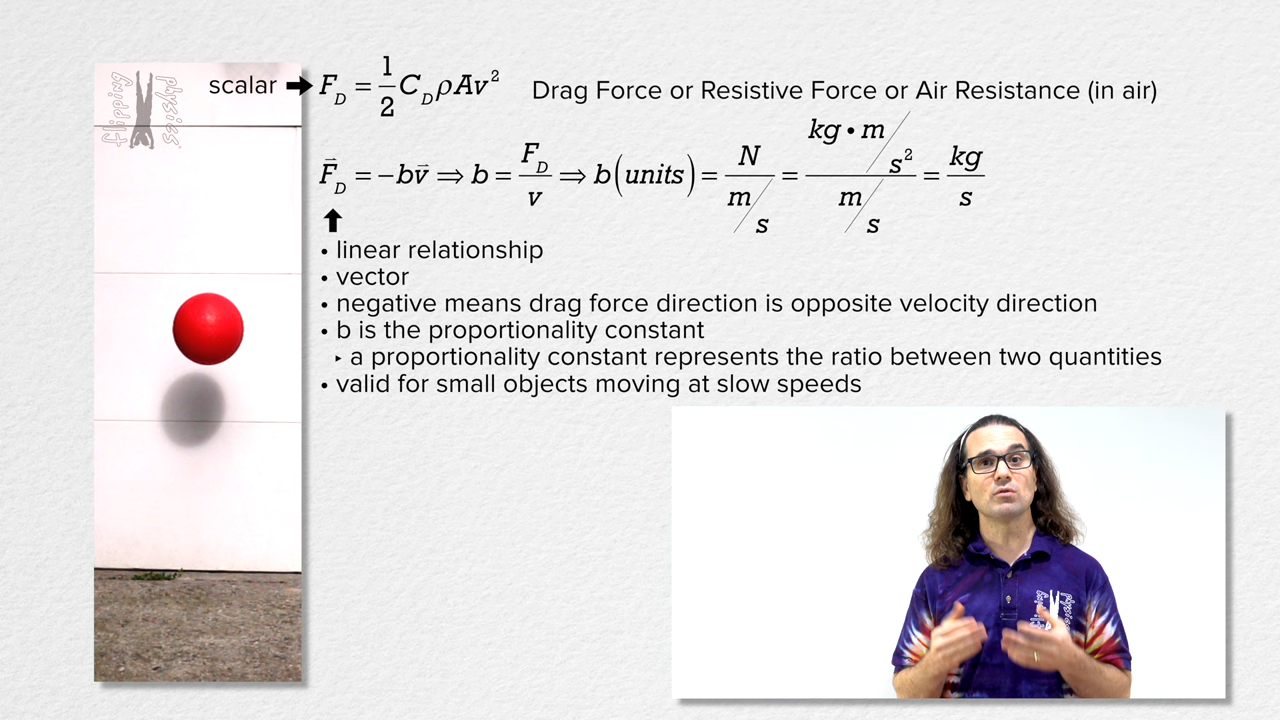 flipping physics
scalar → F_D = 1/2 C_D ρAv² Drag Force or Resistive Force or Air Resistance (in air)
F⃗_D = −bv⃗ ⇒ b = F_D/v ⇒ b(units) = N/(m/s) = (kg•m/s²)/(m/s) = kg/s
• linear relationship
• vector
• negative means drag force direction is opposite velocity direction
• b is the proportionality constant
‣ a proportionality constant represents the ratio between two quantities
• valid for small objects moving at slow speeds
flipping physics